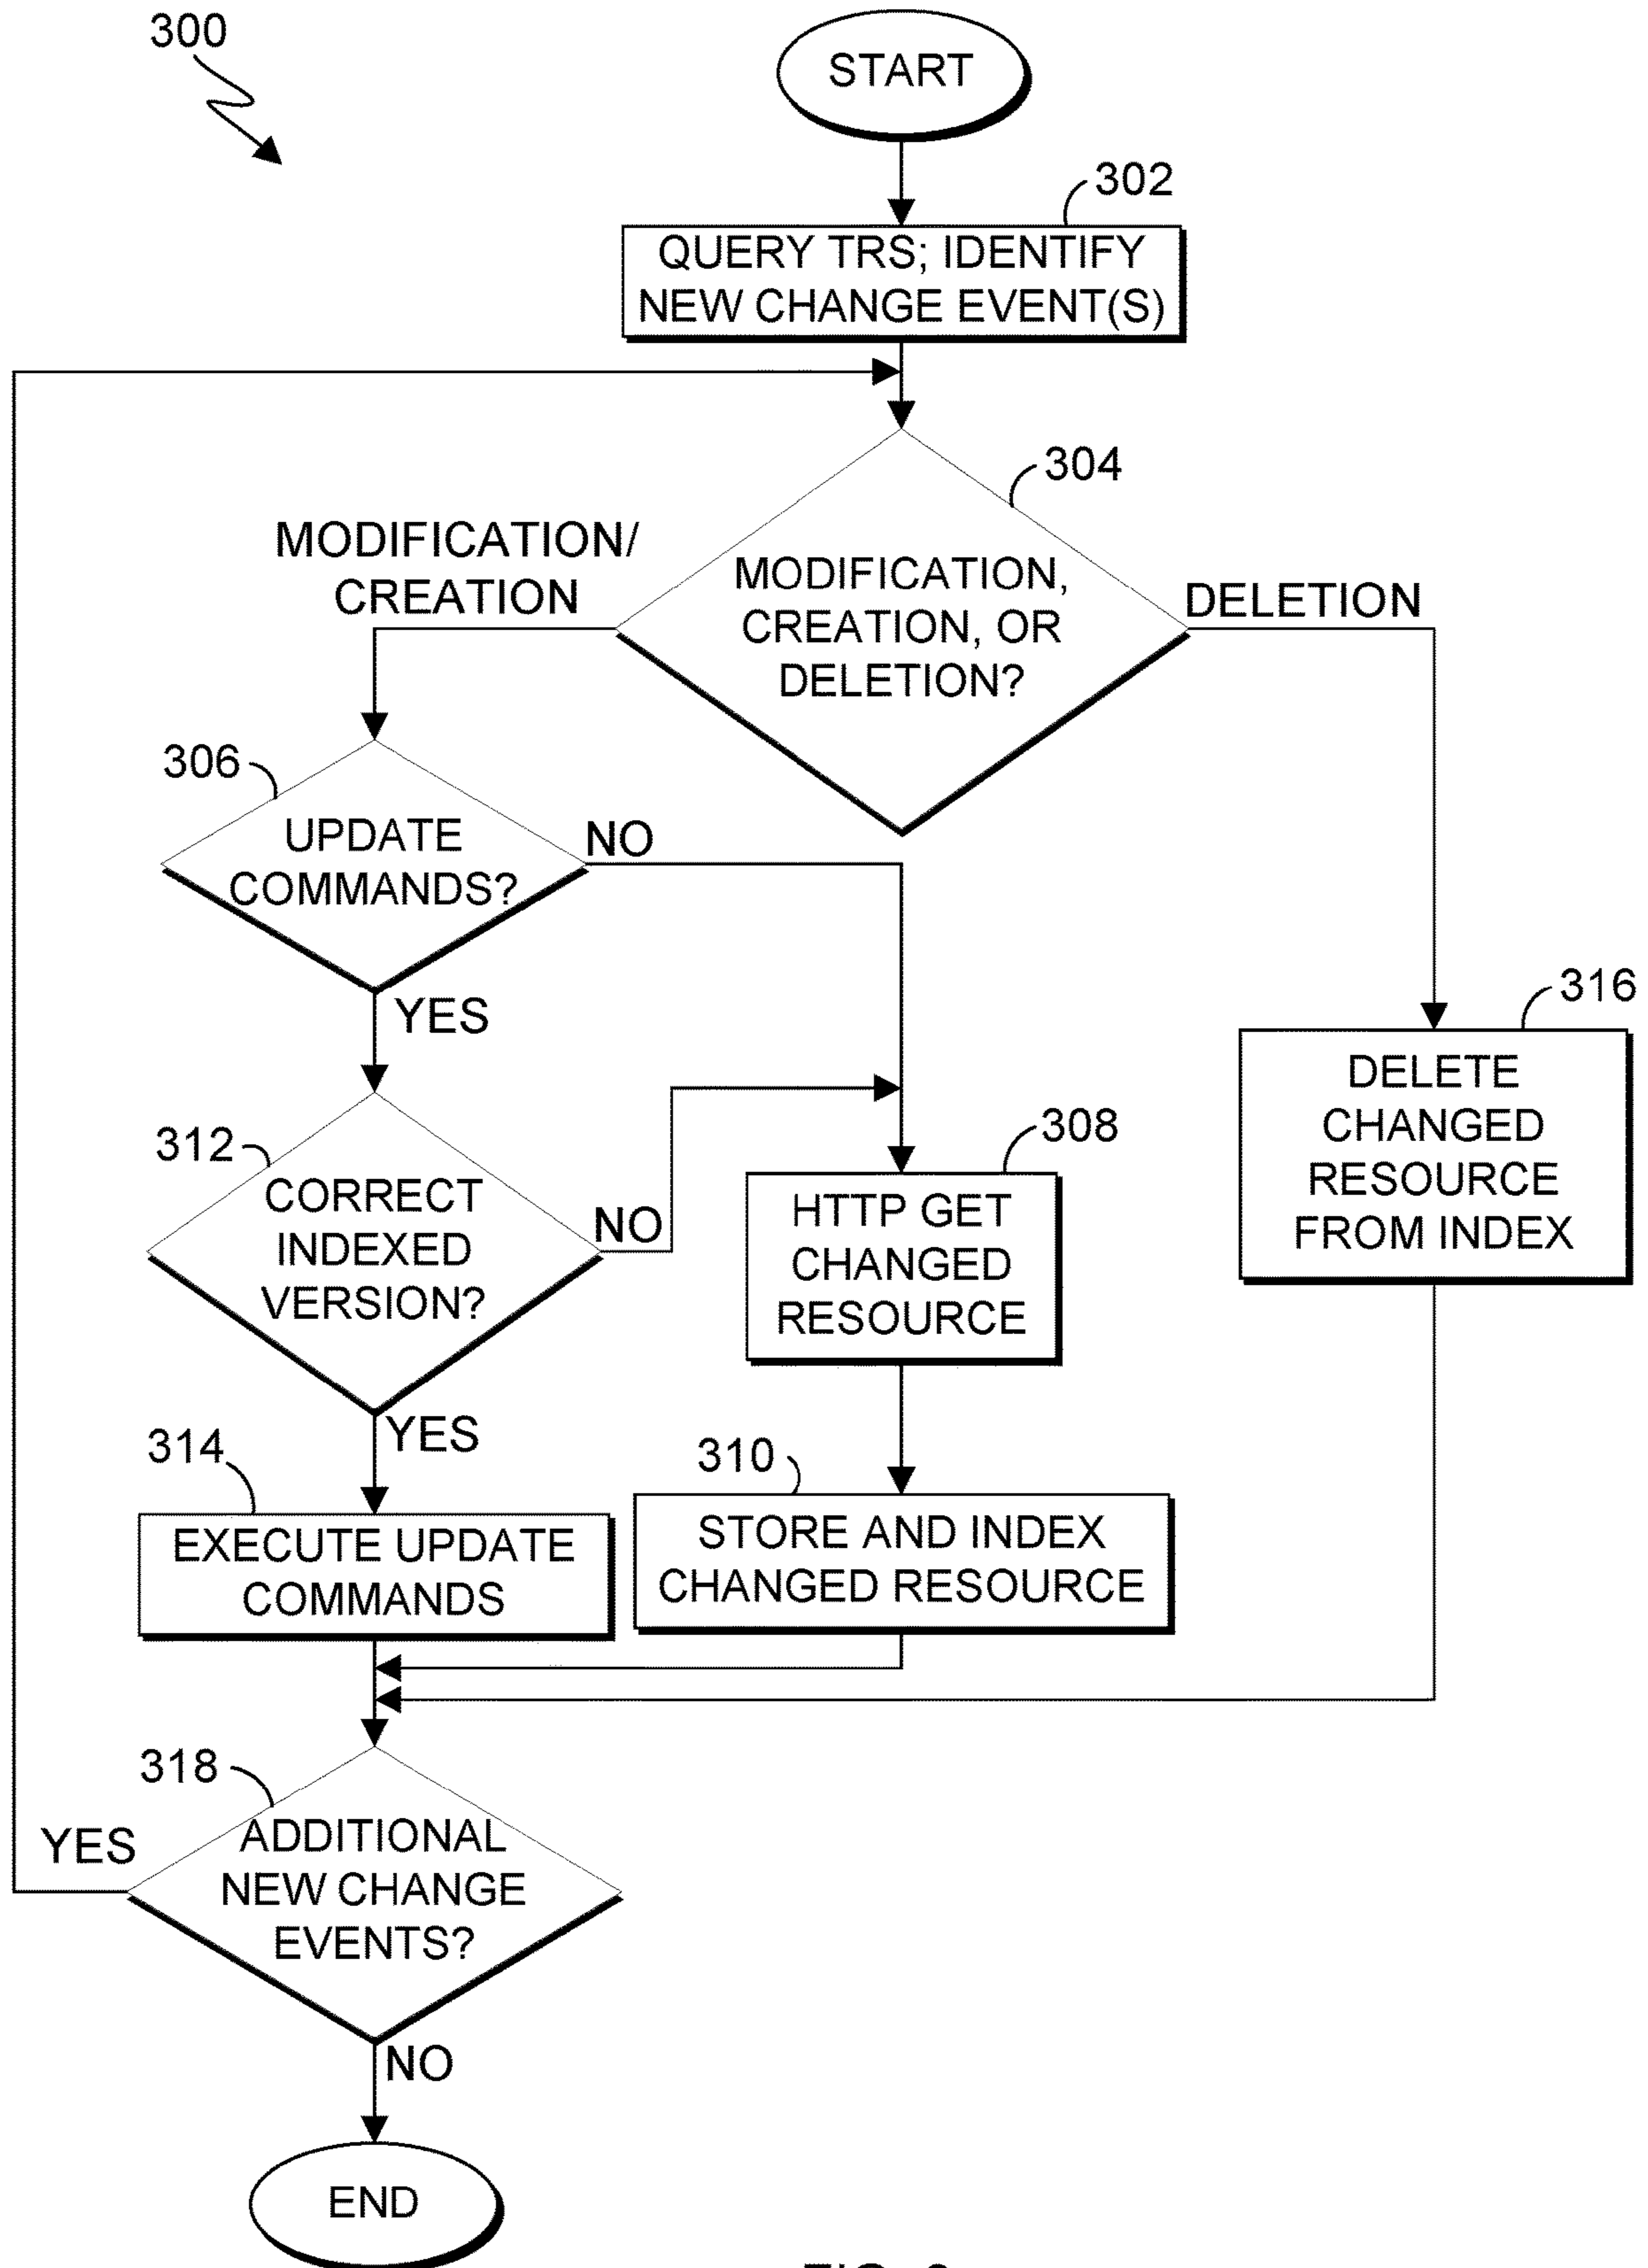 300
START
302
QUERY TRS; IDENTIFY
NEW CHANGE EVENT(S)
304
MODIFICATION/
CREATION
MODIFICATION,
CREATION, OR
DELETION?
DELETION
306
UPDATE
COMMANDS?
NO
YES
316
DELETE
CHANGED
RESOURCE
FROM INDEX
312
CORRECT
INDEXED
VERSION?
NO
308
HTTP GET
CHANGED
RESOURCE
YES
314
EXECUTE UPDATE
COMMANDS
310
STORE AND INDEX
CHANGED RESOURCE
318
ADDITIONAL
NEW CHANGE
EVENTS?
YES
NO
END